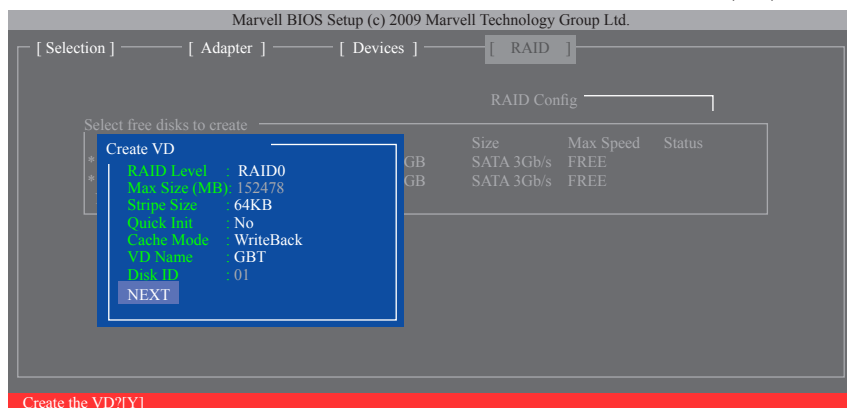 Marvell BIOS Setup (c) 2009 Marvell Technology Group Ltd.
[ Selection ] [ Adapter ] [ Devices ] [ RAID ]
RAID Config
Select free disks to create
Size Max Speed Status
* GB SATA 3Gb/s FREE
* GB SATA 3Gb/s FREE
Create VD
RAID Level : RAID0
Max Size (MB): 152478
Stripe Size : 64KB
Quick Init : No
Cache Mode : WriteBack
VD Name : GBT
Disk ID : 01
NEXT
Create the VD?[Y]